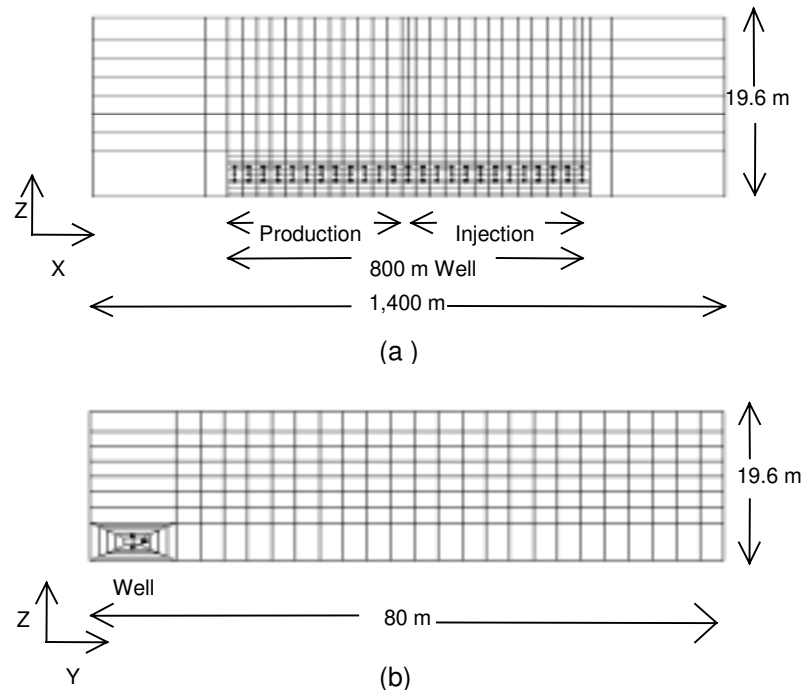 19.6 m
Z
X
Production
Injection
800 m Well
1,400 m
(a )
19.6 m
Well
Z
Y
80 m
(b)